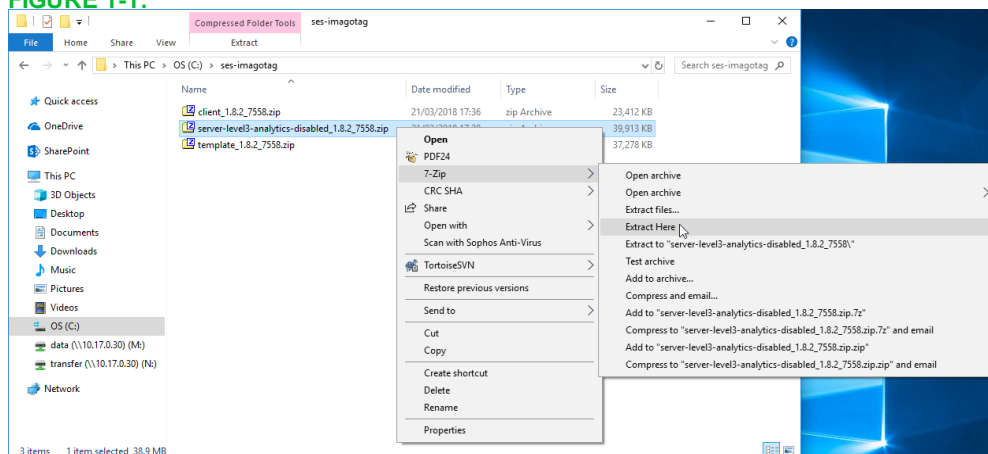 FIGURE 1-1.
Compressed Folder Tools ses-imagotag
File Home Share View Extract
This PC > OS (C:) > ses-imagotag Search ses-imagotag
Name Date modified Type Size
Quick access
client_1.8.2_7558.zip 21/03/2018 17:36 zip Archive 23,412 KB
OneDrive
server-level3-analytics-disabled_1.8.2_7558.zip 39,913 KB
template_1.8.2_7558.zip 37,278 KB
SharePoint
This PC
3D Objects
Desktop
Documents
Downloads
Music
Pictures
Videos
OS (C:)
data (\\10.17.0.30) (M:)
transfer (\\10.17.0.30) (N:)
Network
3 items 1 item selected 38,9 MB
Open
PDF24
7-Zip
CRC SHA
Share
Open with
Scan with Sophos Anti-Virus
TortoiseSVN
Restore previous versions
Send to
Cut
Copy
Create shortcut
Delete
Rename
Properties
Open archive
Open archive
Extract files...
Extract Here
Extract to "server-level3-analytics-disabled_1.8.2_7558\"
Test archive
Add to archive...
Compress and email...
Add to "server-level3-analytics-disabled_1.8.2_7558.zip.7z"
Compress to "server-level3-analytics-disabled_1.8.2_7558.zip.7z" and email
Add to "server-level3-analytics-disabled_1.8.2_7558.zip.zip"
Compress to "server-level3-analytics-disabled_1.8.2_7558.zip.zip" and email